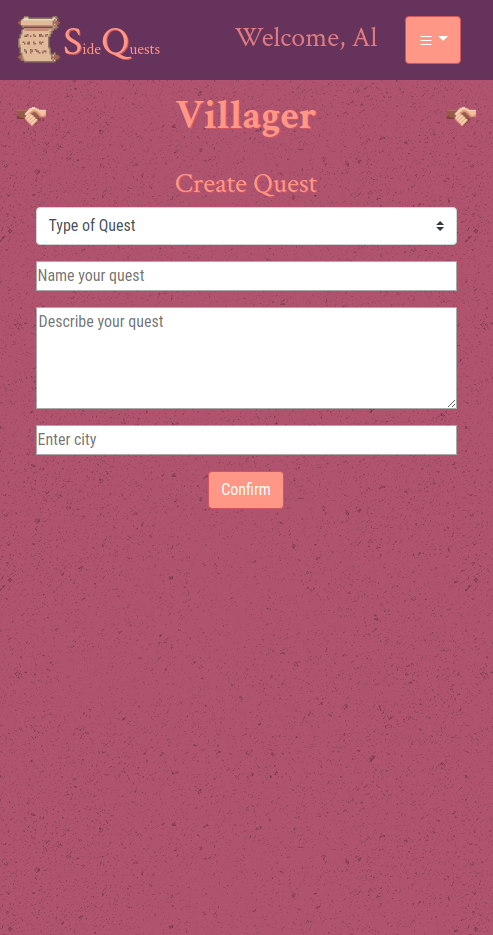 SideQuests
Welcome, Al
Villager
Create Quest
Type of Quest
Name your quest
Describe your quest
Enter city
Confirm